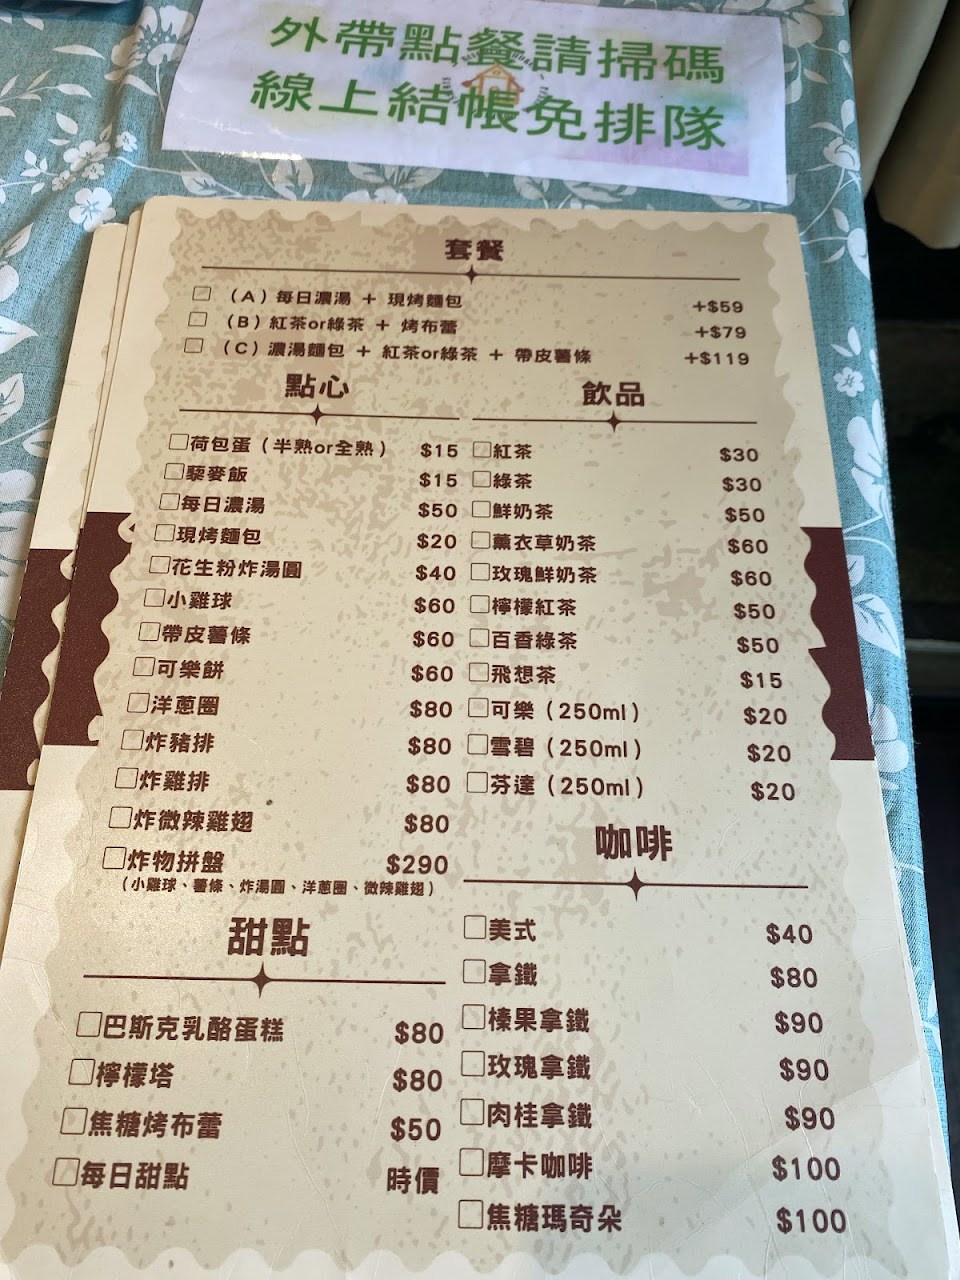 外帶點餐請掃碼
線上結帳免排隊
套餐
(A) 每日濃湯 + 現烤麵包 +$59
(B) 紅茶or綠茶 + 烤布蕾 +$79
(C) 濃湯麵包 + 紅茶or綠茶 + 帶皮薯條 +$119
點心
荷包蛋 (半熟or全熟) $15
藜麥飯 $15
每日濃湯 $50
現烤麵包 $20
花生粉炸湯圓 $40
小雞球 $60
帶皮薯條 $60
可樂餅 $60
洋蔥圈 $80
炸豬排 $80
炸雞排 $80
炸微辣雞翅 $80
炸物拼盤 $290
(小雞球、薯條、炸湯圓、洋蔥圈、微辣雞翅)
甜點
巴斯克乳酪蛋糕 $80
檸檬塔 $80
焦糖烤布蕾 $50
每日甜點 時價
飲品
紅茶 $30
綠茶 $30
鮮奶茶 $50
薰衣草奶茶 $60
玫瑰鮮奶茶 $60
檸檬紅茶 $50
百香綠茶 $50
飛想茶 $15
可樂 (250ml) $20
雪碧 (250ml) $20
芬達 (250ml) $20
咖啡
美式 $40
拿鐵 $80
榛果拿鐵 $90
玫瑰拿鐵 $90
肉桂拿鐵 $90
摩卡咖啡 $100
焦糖瑪奇朵 $100